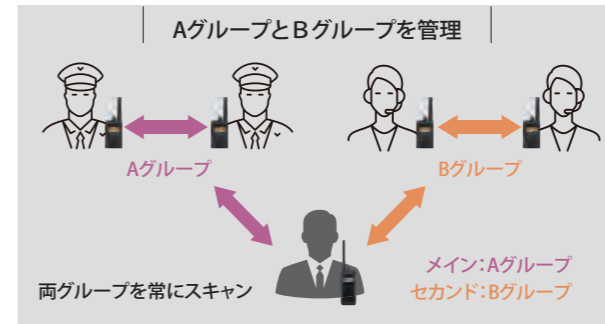 AグループとBグループを管理
Aグループ
Bグループ
メイン:Aグループ
両グループを常にスキャン
セカンド:Bグループ